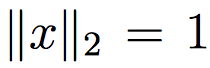 ‖x‖₂ = 1